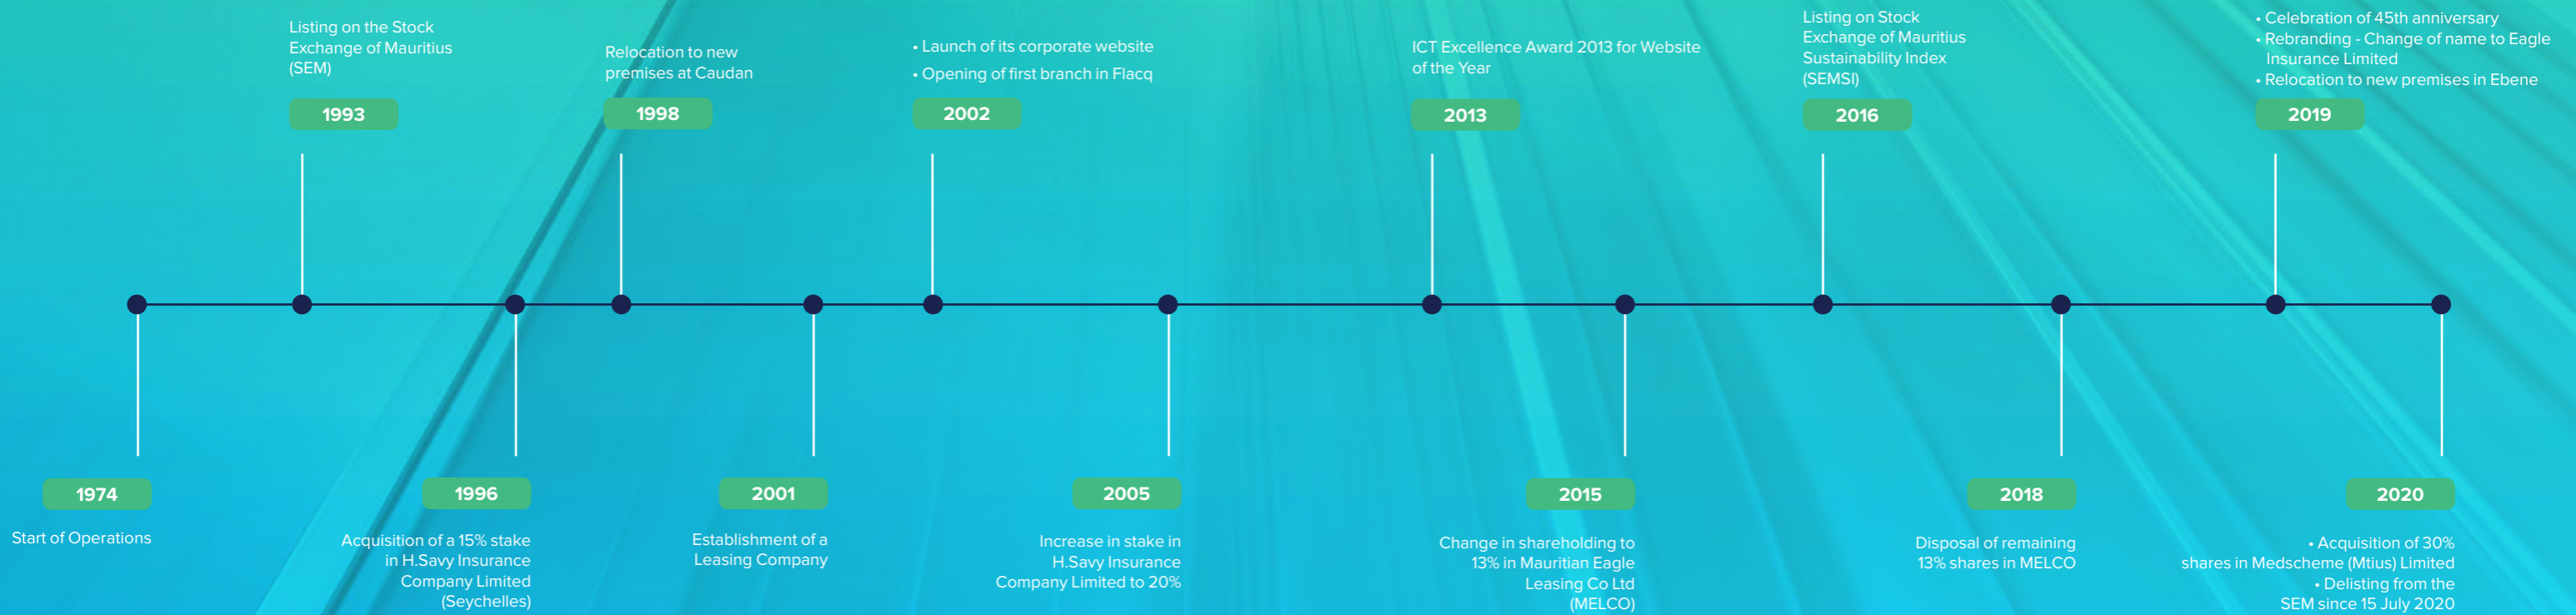 Listing on the Stock
Exchange of Mauritius
(SEM)
1993
Relocation to new
premises at Caudan
1998
• Launch of its corporate website
• Opening of first branch in Flacq
2002
ICT Excellence Award 2013 for Website
of the Year
2013
Listing on Stock
Exchange of Mauritius
Sustainability Index
(SEMSI)
2016
• Celebration of 45th anniversary
• Rebranding - Change of name to Eagle
Insurance Limited
• Relocation to new premises in Ebene
2019
1974
Start of Operations
1996
Acquisition of a 15% stake
in H.Savy Insurance
Company Limited
(Seychelles)
2001
Establishment of a
Leasing Company
2005
Increase in stake in
H.Savy Insurance
Company Limited to 20%
2015
Change in shareholding to
13% in Mauritian Eagle
Leasing Co Ltd
(MELCO)
2018
Disposal of remaining
13% shares in MELCO
2020
• Acquisition of 30%
shares in Medscheme (Mtius) Limited
• Delisting from the
SEM since 15 July 2020